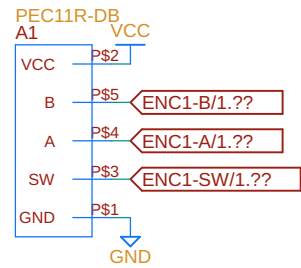 PEC11R-DB
A1
VCC
VCC P$2
B P$5 ENC1-B/1.??
A P$4 ENC1-A/1.??
SW P$3 ENC1-SW/1.??
GND P$1
GND